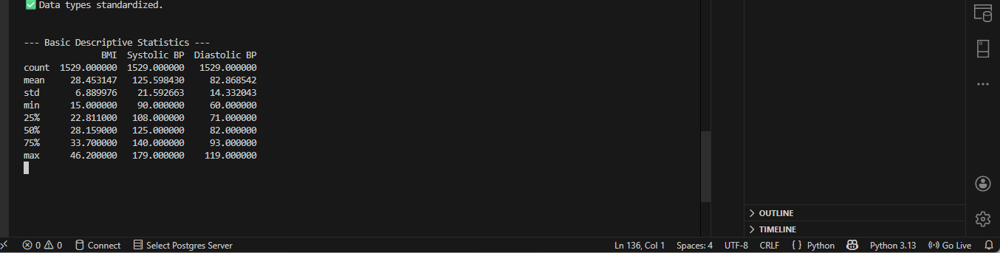 ✅ Data types standardized.
--- Basic Descriptive Statistics ---
BMI Systolic BP Diastolic BP
count 1529.000000 1529.000000 1529.000000
mean 28.453147 125.598430 82.868542
std 6.889976 21.592663 14.332043
min 15.000000 90.000000 60.000000
25% 22.811000 108.000000 71.000000
50% 28.159000 125.000000 82.000000
75% 33.700000 140.000000 93.000000
max 46.200000 179.000000 119.000000
OUTLINE
TIMELINE
0 0 Connect Select Postgres Server Ln 136, Col 1 Spaces: 4 UTF-8 CRLF { } Python Python 3.13 Go Live